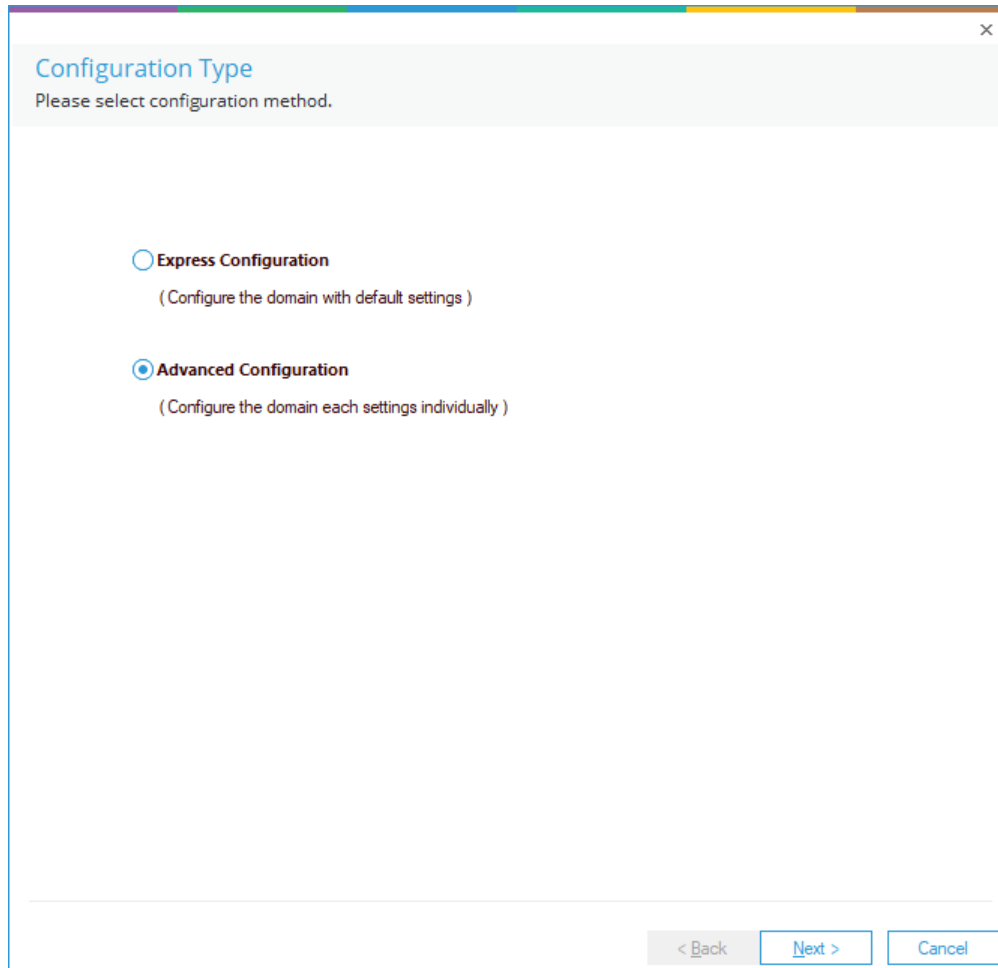 Configuration Type
Please select configuration method.
Express Configuration
( Configure the domain with default settings )
Advanced Configuration
( Configure the domain each settings individually )
< Back Next > Cancel